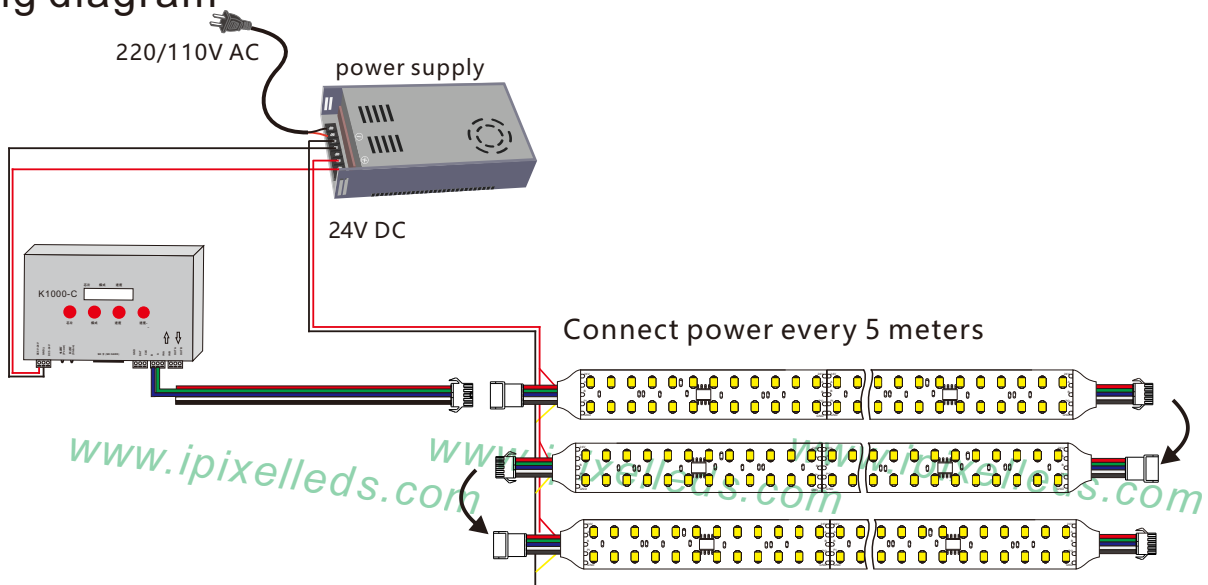 ng diagram
220/110V AC
power supply
24V DC
K1000-C
Connect power every 5 meters
www.ipixelleds.com
www.ipixelleds.com
www.ipixelleds.com